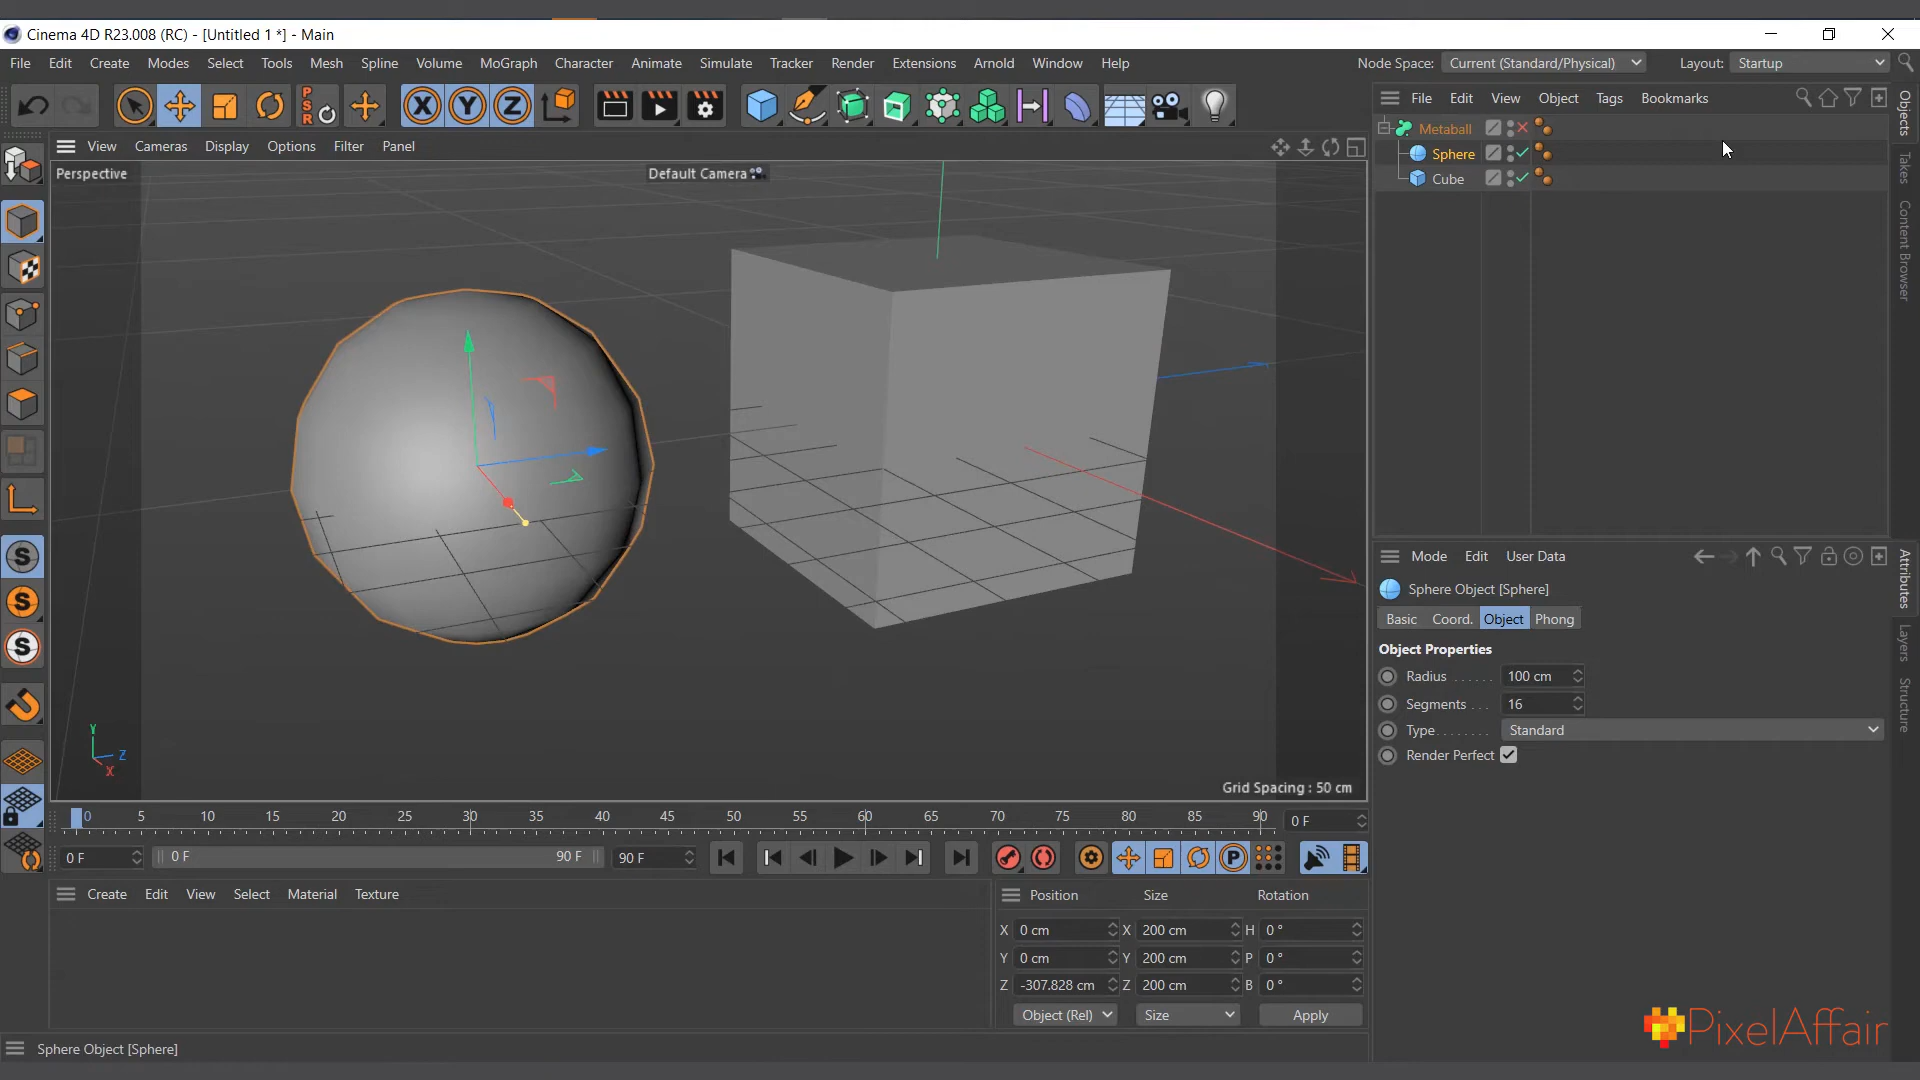 Cinema 4D R23.008 (RC) - [Untitled 1 *] - Main
File Edit Create Modes Select Tools Mesh Spline Volume MoGraph Character Animate Simulate Tracker Render Extensions Arnold Window Help
Node Space: Current (Standard/Physical) Layout: Startup
P S R X Y Z
File Edit View Object Tags Bookmarks
Metaball
Sphere
Cube
Objects
Takes
Content Browser
View Cameras Display Options Filter Panel
Perspective
Default Camera
Y
Z
X
Grid Spacing : 50 cm
S
S
S
Mode Edit User Data
Sphere Object [Sphere]
Basic Coord. Object Phong
Object Properties
Radius . . . . . . 100 cm
Segments . . . 16
Type . . . . . . . . Standard
Render Perfect
Attributes
Layers
Structure
0 5 10 15 20 25 30 35 40 45 50 55 60 65 70 75 80 85 90 0 F
0 F 0 F 90 F 90 F P
Create Edit View Select Material Texture
Position Size Rotation
X 0 cm X 200 cm H 0 °
Y 0 cm Y 200 cm P 0 °
Z -307.828 cm Z 200 cm B 0 °
Object (Rel) Size Apply
Sphere Object [Sphere]
PixelAffair